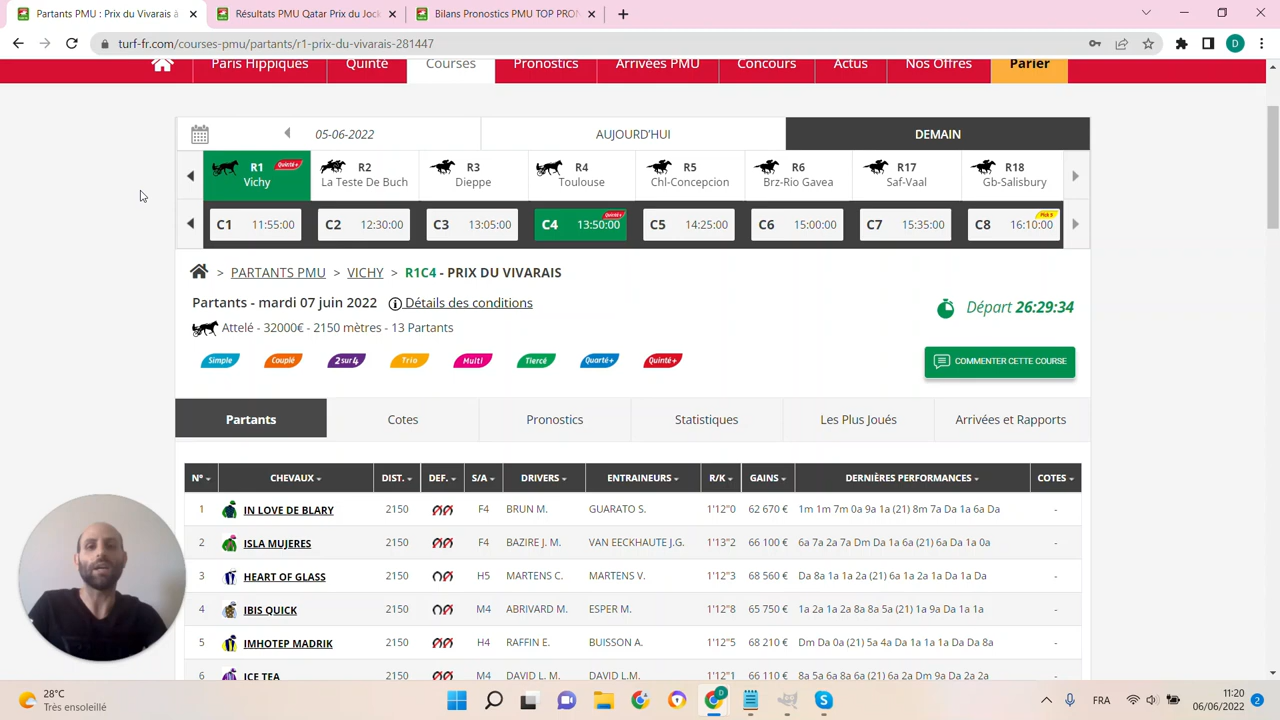 Partants PMU : Prix du Vivarais à
Résultats PMU Qatar Prix du Jock
Bilans Pronostics PMU TOP PRON
turf-fr.com/courses-pmu/partants/r1-prix-du-vivarais-281447
D
Paris Hippiques Quinté Courses Pronostics Arrivées PMU Concours Actus Nos Offres Parier
05-06-2022 AUJOURD'HUI DEMAIN
R1 Quinté+ R2 R3 R4 R5 R6 R17 R18
Vichy La Teste De Buch Dieppe Toulouse Chl-Concepcion Brz-Rio Gavea Saf-Vaal Gb-Salisbury
Quinté+ Pick 5
C1 11:55:00 C2 12:30:00 C3 13:05:00 C4 13:50:00 C5 14:25:00 C6 15:00:00 C7 15:35:00 C8 16:10:00
> PARTANTS PMU > VICHY > R1C4 - PRIX DU VIVARAIS
Partants - mardi 07 juin 2022 Détails des conditions
Départ 26:29:34
Attelé - 32000€ - 2150 mètres - 13 Partants
Simple Couplé 2sur4 Trio Multi Tiercé Quarté+ Quinté+
COMMENTER CETTE COURSE
Partants Cotes Pronostics Statistiques Les Plus Joués Arrivées et Rapports
N° CHEVAUX DIST. DEF. S/A DRIVERS ENTRAINEURS R/K GAINS DERNIÈRES PERFORMANCES COTES
1 IN LOVE DE BLARY 2150 F4 BRUN M. GUARATO S. 1'12"0 62 670 € 1m 1m 7m 0a 9a 1a (21) 8m 7a Da 1a 6a Da -
2 ISLA MUJERES 2150 F4 BAZIRE J. M. VAN EECKHAUTE J.G. 1'13"2 66 100 € 6a 7a 2a 7a Dm Da 1a 6a (21) 6a Da 1a 0a -
3 HEART OF GLASS 2150 H5 MARTENS C. MARTENS V. 1'12"3 68 560 € Da 8a 1a 1a 2a (21) 6a 1a 2a 1a Da 1a Da -
4 IBIS QUICK 2150 M4 ABRIVARD M. ESPER M. 1'12"8 65 750 € 1a 2a 1a 2a 8a 8a 5a (21) 1a 9a Da 1a 1a -
5 IMHOTEP MADRIK 2150 H4 RAFFIN E. BUISSON A. 1'12"5 68 210 € Dm Da 0a (21) 5a 4a Da 1a 1a 1a Da Da 8a -
6 ICE TEA 2150 M4 DAVID L. M. DAVID L.M. 1'12"1 66 110 € 8a 5a 6a 8a (21) Da 1a Da 2a 2a 2a -
28°C
Très ensoleillé
FRA
11:20
06/06/2022
2